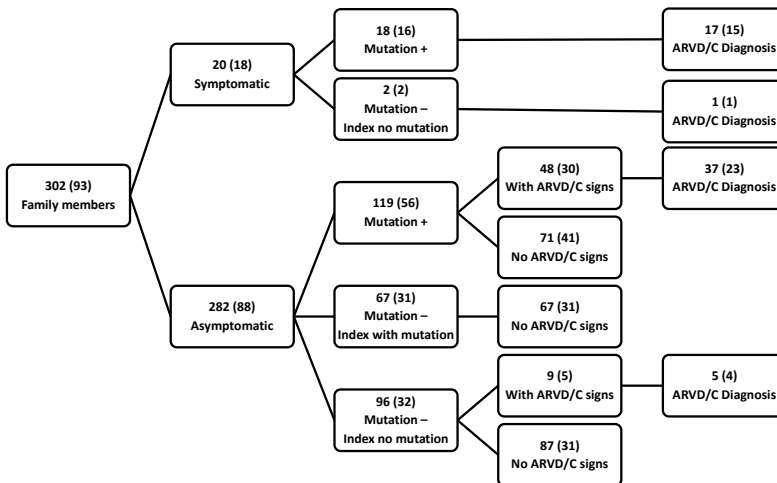 302 (93)
Family members
20 (18)
Symptomatic
18 (16)
Mutation +
17 (15)
ARVD/C Diagnosis
2 (2)
Mutation –
Index no mutation
1 (1)
ARVD/C Diagnosis
282 (88)
Asymptomatic
119 (56)
Mutation +
48 (30)
With ARVD/C signs
37 (23)
ARVD/C Diagnosis
71 (41)
No ARVD/C signs
67 (31)
Mutation –
Index with mutation
67 (31)
No ARVD/C signs
96 (32)
Mutation –
Index no mutation
9 (5)
With ARVD/C signs
5 (4)
ARVD/C Diagnosis
87 (31)
No ARVD/C signs